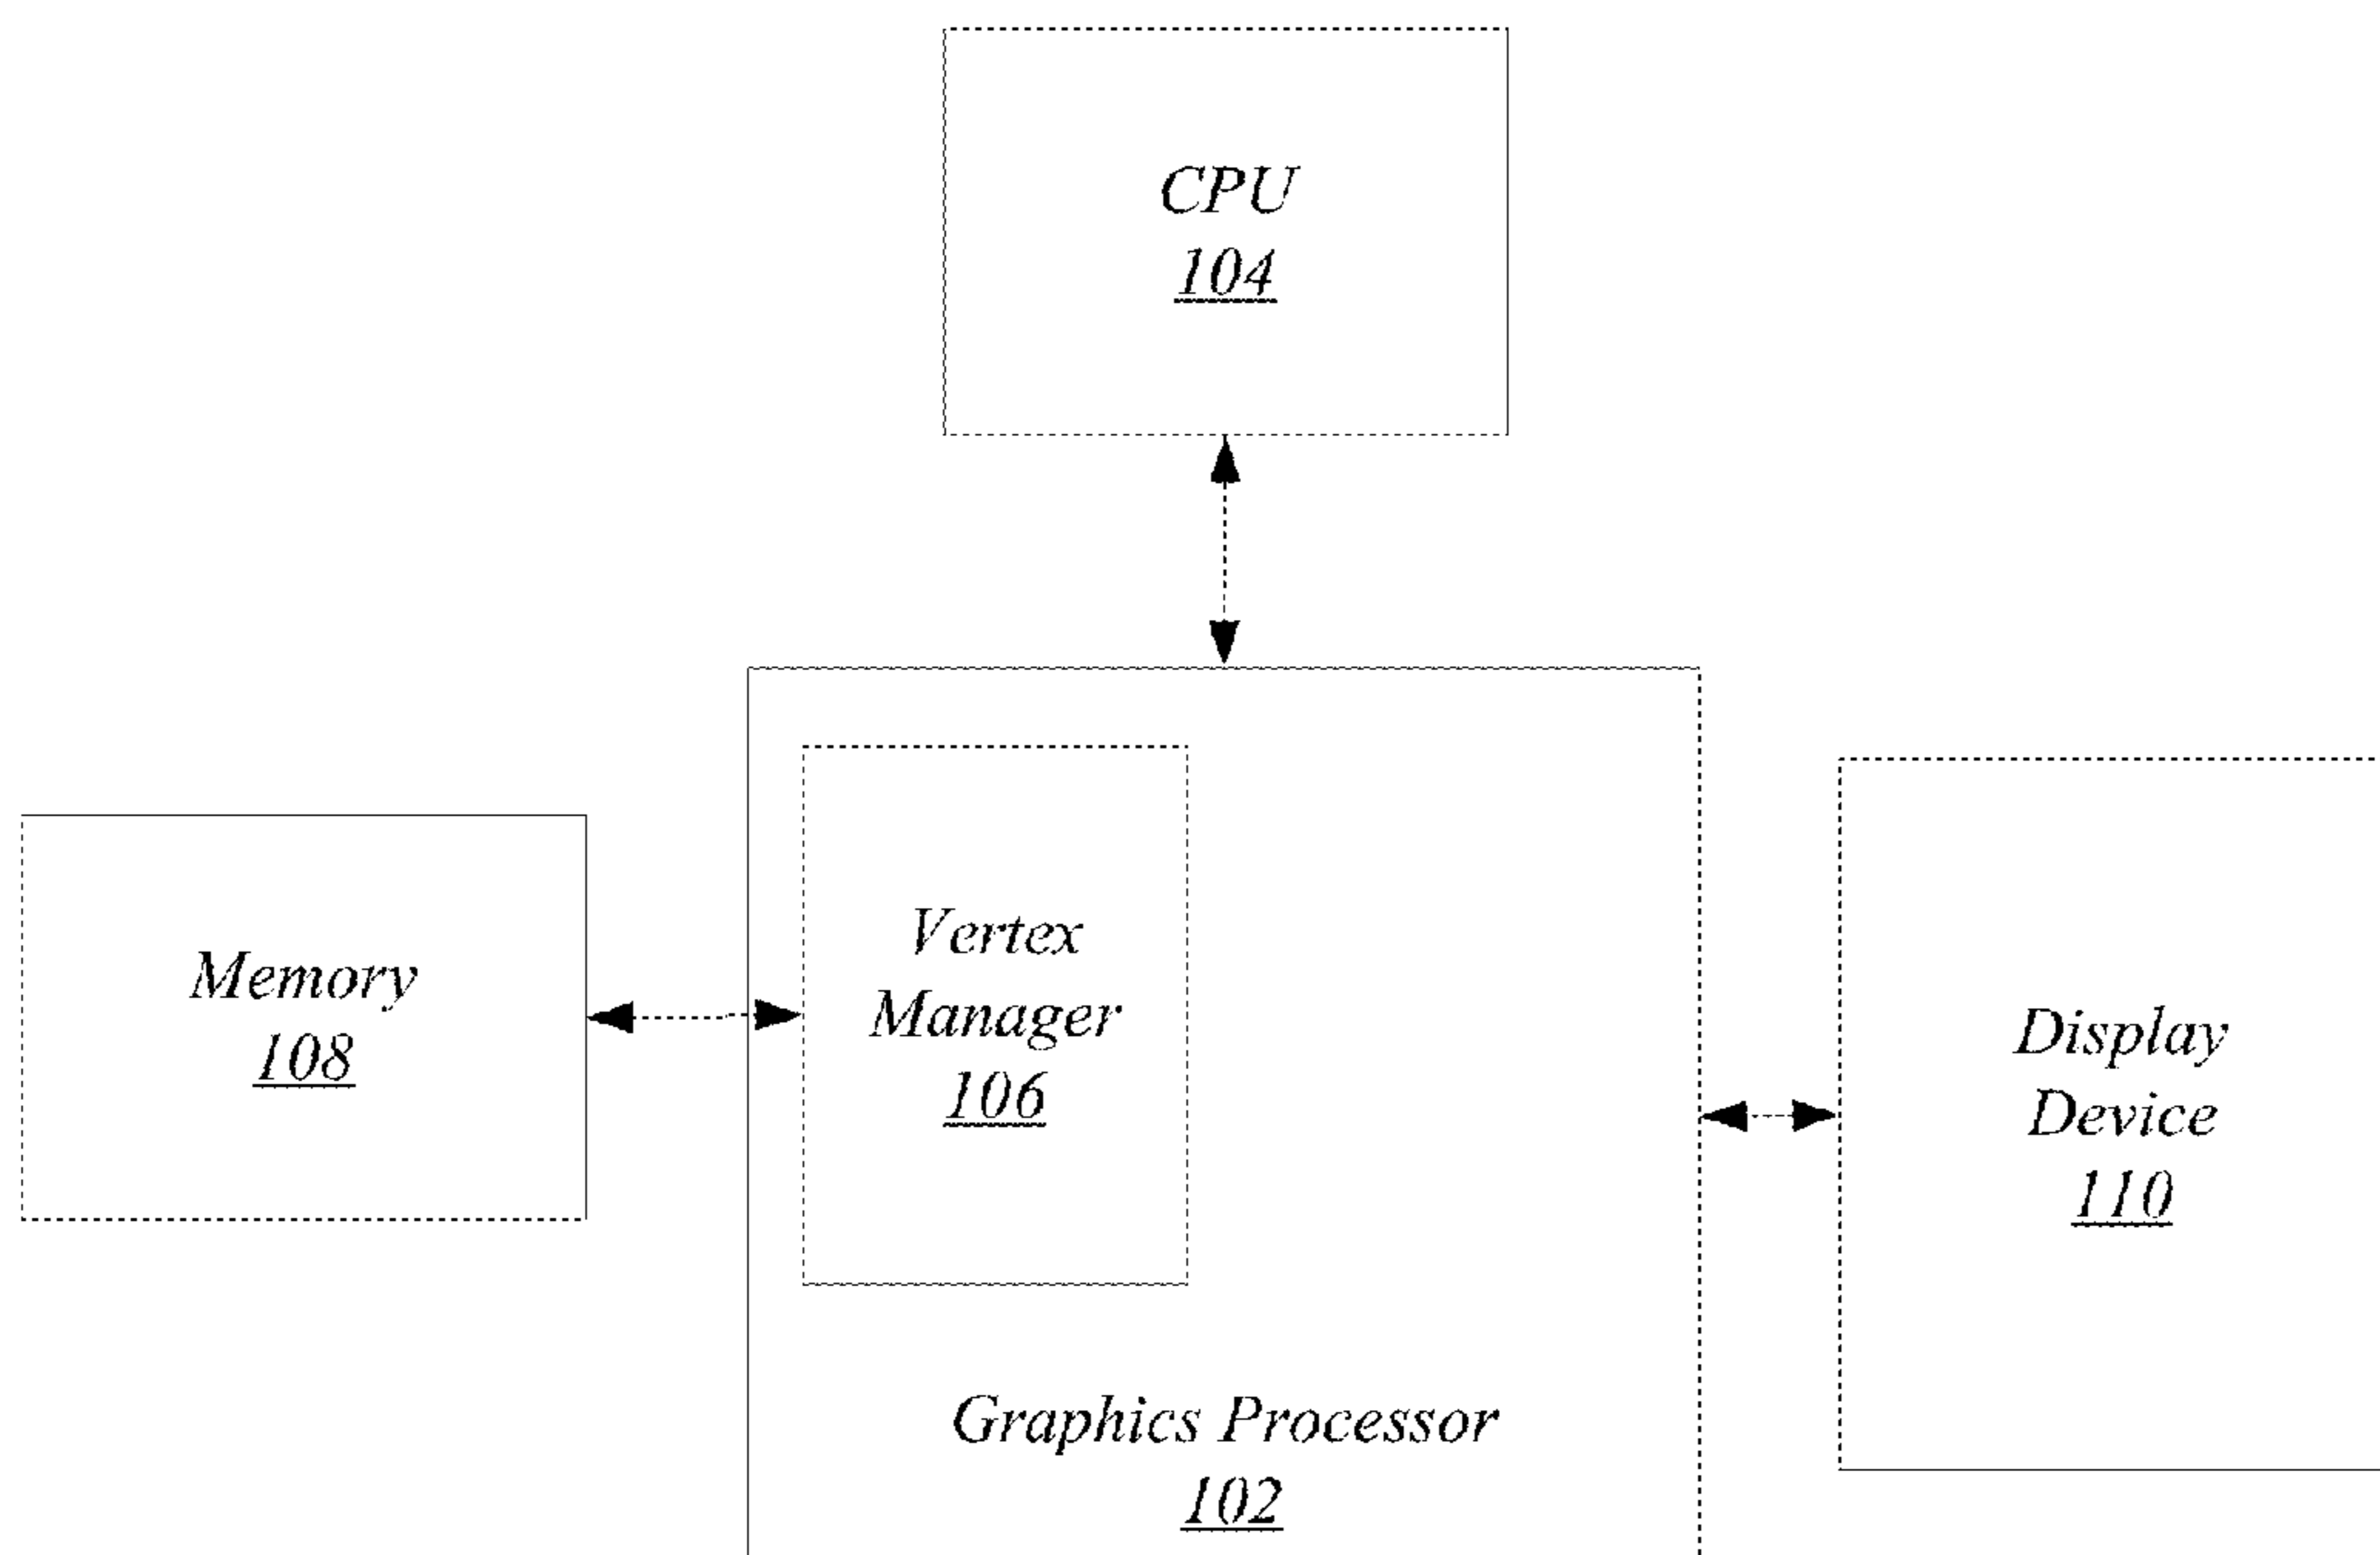 CPU
104
Memory
108
Vertex
Manager
106
Display
Device
110
Graphics Processor
102